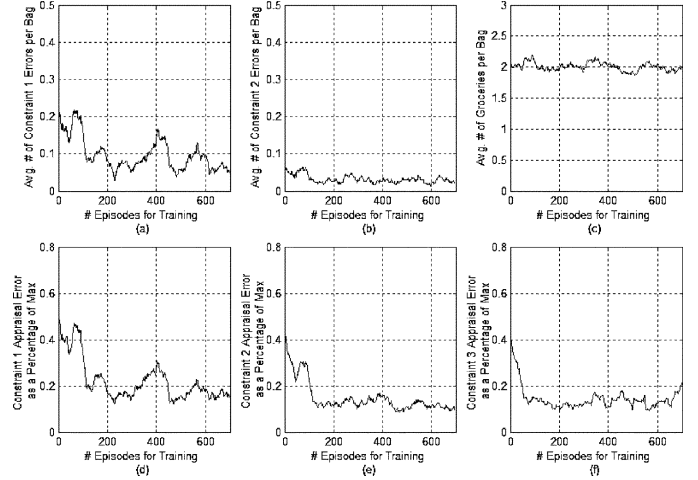 0.5
0.4
0.3
0.2
0.1
0
0 200 400 600
Avg. # of Constraint 1 Errors per Bag
# Episodes for Training
(a)
0.5
0.4
0.3
0.2
0.1
0
0 200 400 600
Avg. # of Constraint 2 Errors per Bag
# Episodes for Training
(b)
3
2.5
2
1.5
1
0.5
0
0 200 400 600
Avg. # of Groceries per Bag
# Episodes for Training
(c)
0.8
0.6
0.4
0.2
0
0 200 400 600
Constraint 1 Appraisal Error
as a Percentage of Max
# Episodes for Training
(d)
0.8
0.6
0.4
0.2
0
0 200 400 600
Constraint 2 Appraisal Error
as a Percentage of Max
# Episodes for Training
(e)
0.8
0.6
0.4
0.2
0
0 200 400 600
Constraint 3 Appraisal Error
as a Percentage of Max
# Episodes for Training
(f)